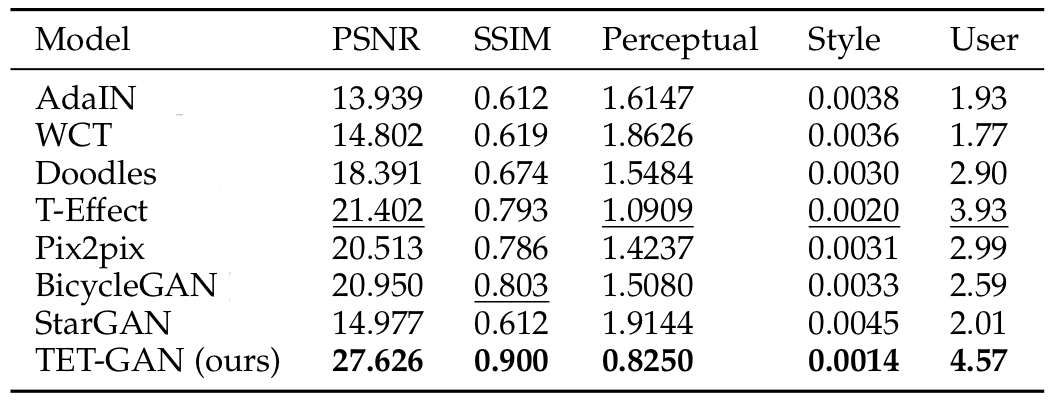 Model PSNR SSIM Perceptual Style User
AdaIN 13.939 0.612 1.6147 0.0038 1.93
WCT 14.802 0.619 1.8626 0.0036 1.77
Doodles 18.391 0.674 1.5484 0.0030 2.90
T-Effect 21.402 0.793 1.0909 0.0020 3.93
Pix2pix 20.513 0.786 1.4237 0.0031 2.99
BicycleGAN 20.950 0.803 1.5080 0.0033 2.59
StarGAN 14.977 0.612 1.9144 0.0045 2.01
TET-GAN (ours) 27.626 0.900 0.8250 0.0014 4.57